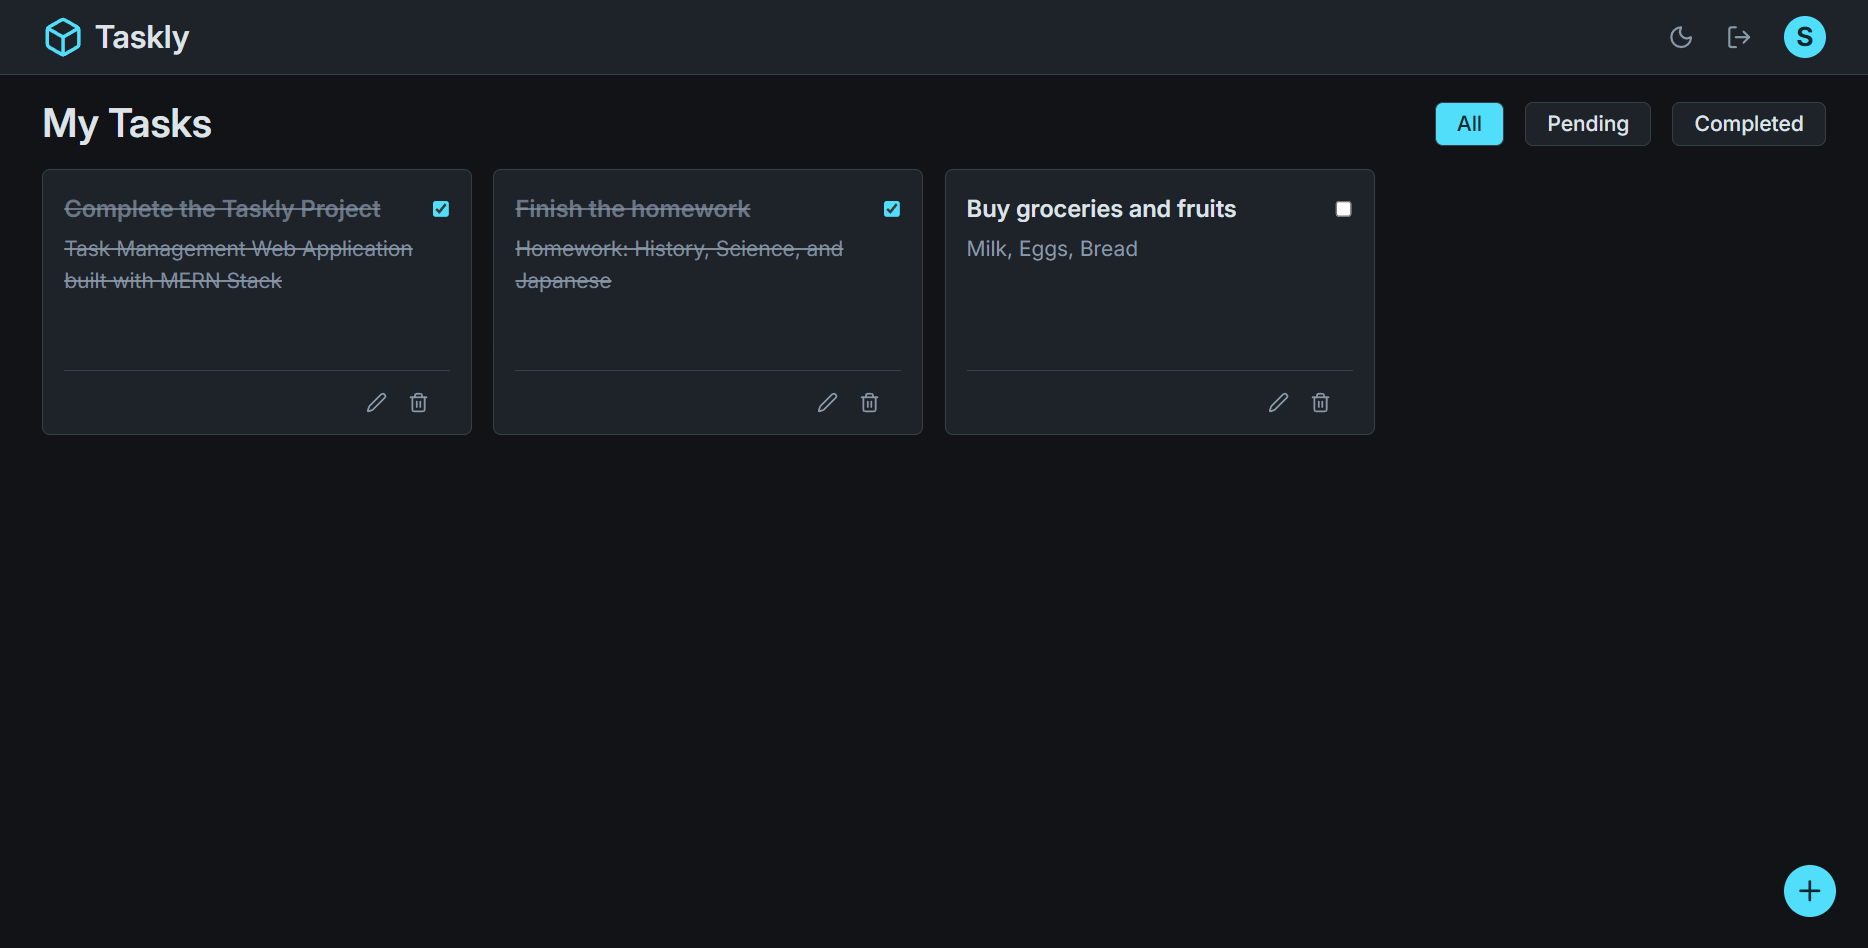 Taskly
S
My Tasks
All
Pending
Completed
Complete the Taskly Project
Task Management Web Application
built with MERN Stack
Finish the homework
Homework: History, Science, and
Japanese
Buy groceries and fruits
Milk, Eggs, Bread